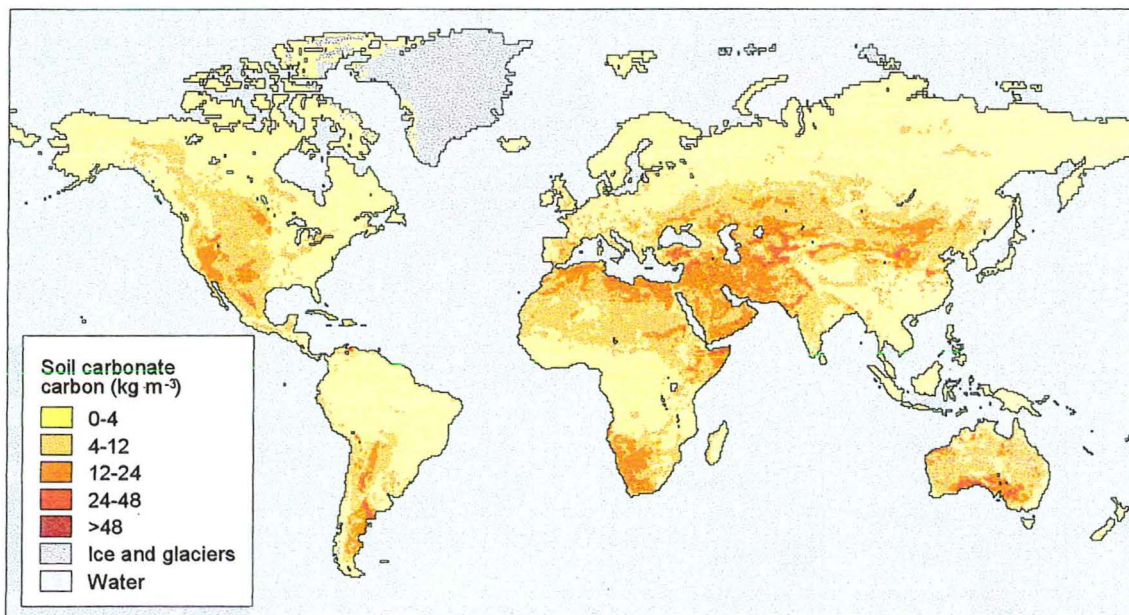 Soil carbonate
carbon (kg m⁻³)
0-4
4-12
12-24
24-48
>48
Ice and glaciers
Water